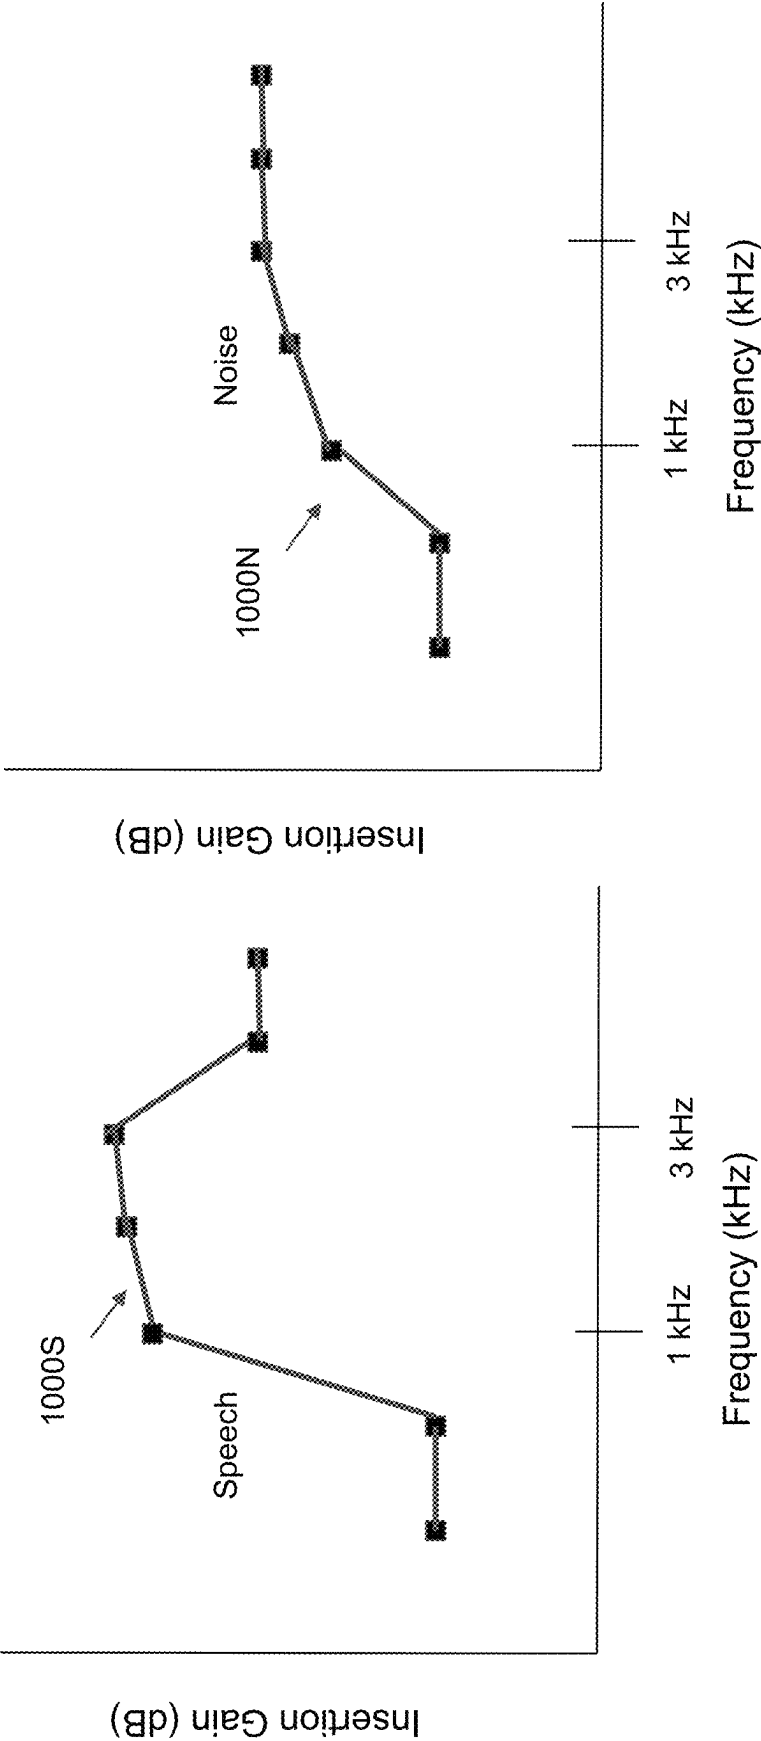 Insertion Gain (dB)
1000S
Speech
1 kHz
3 kHz
Frequency (kHz)
Insertion Gain (dB)
1000N
Noise
1 kHz
3 kHz
Frequency (kHz)